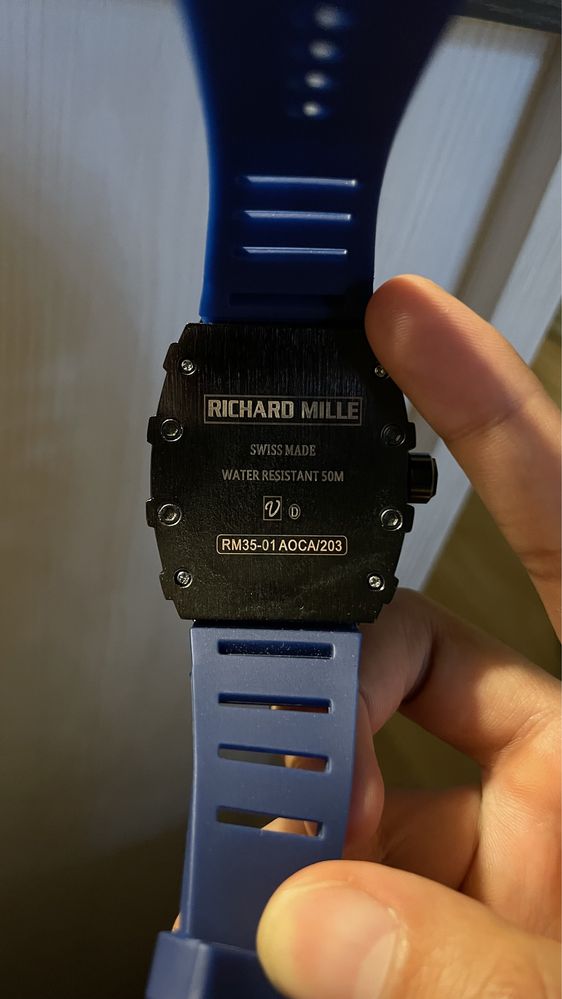 RICHARD MILLE
SWISS MADE
WATER RESISTANT 50M
V D
RM35-01 AOCA/203